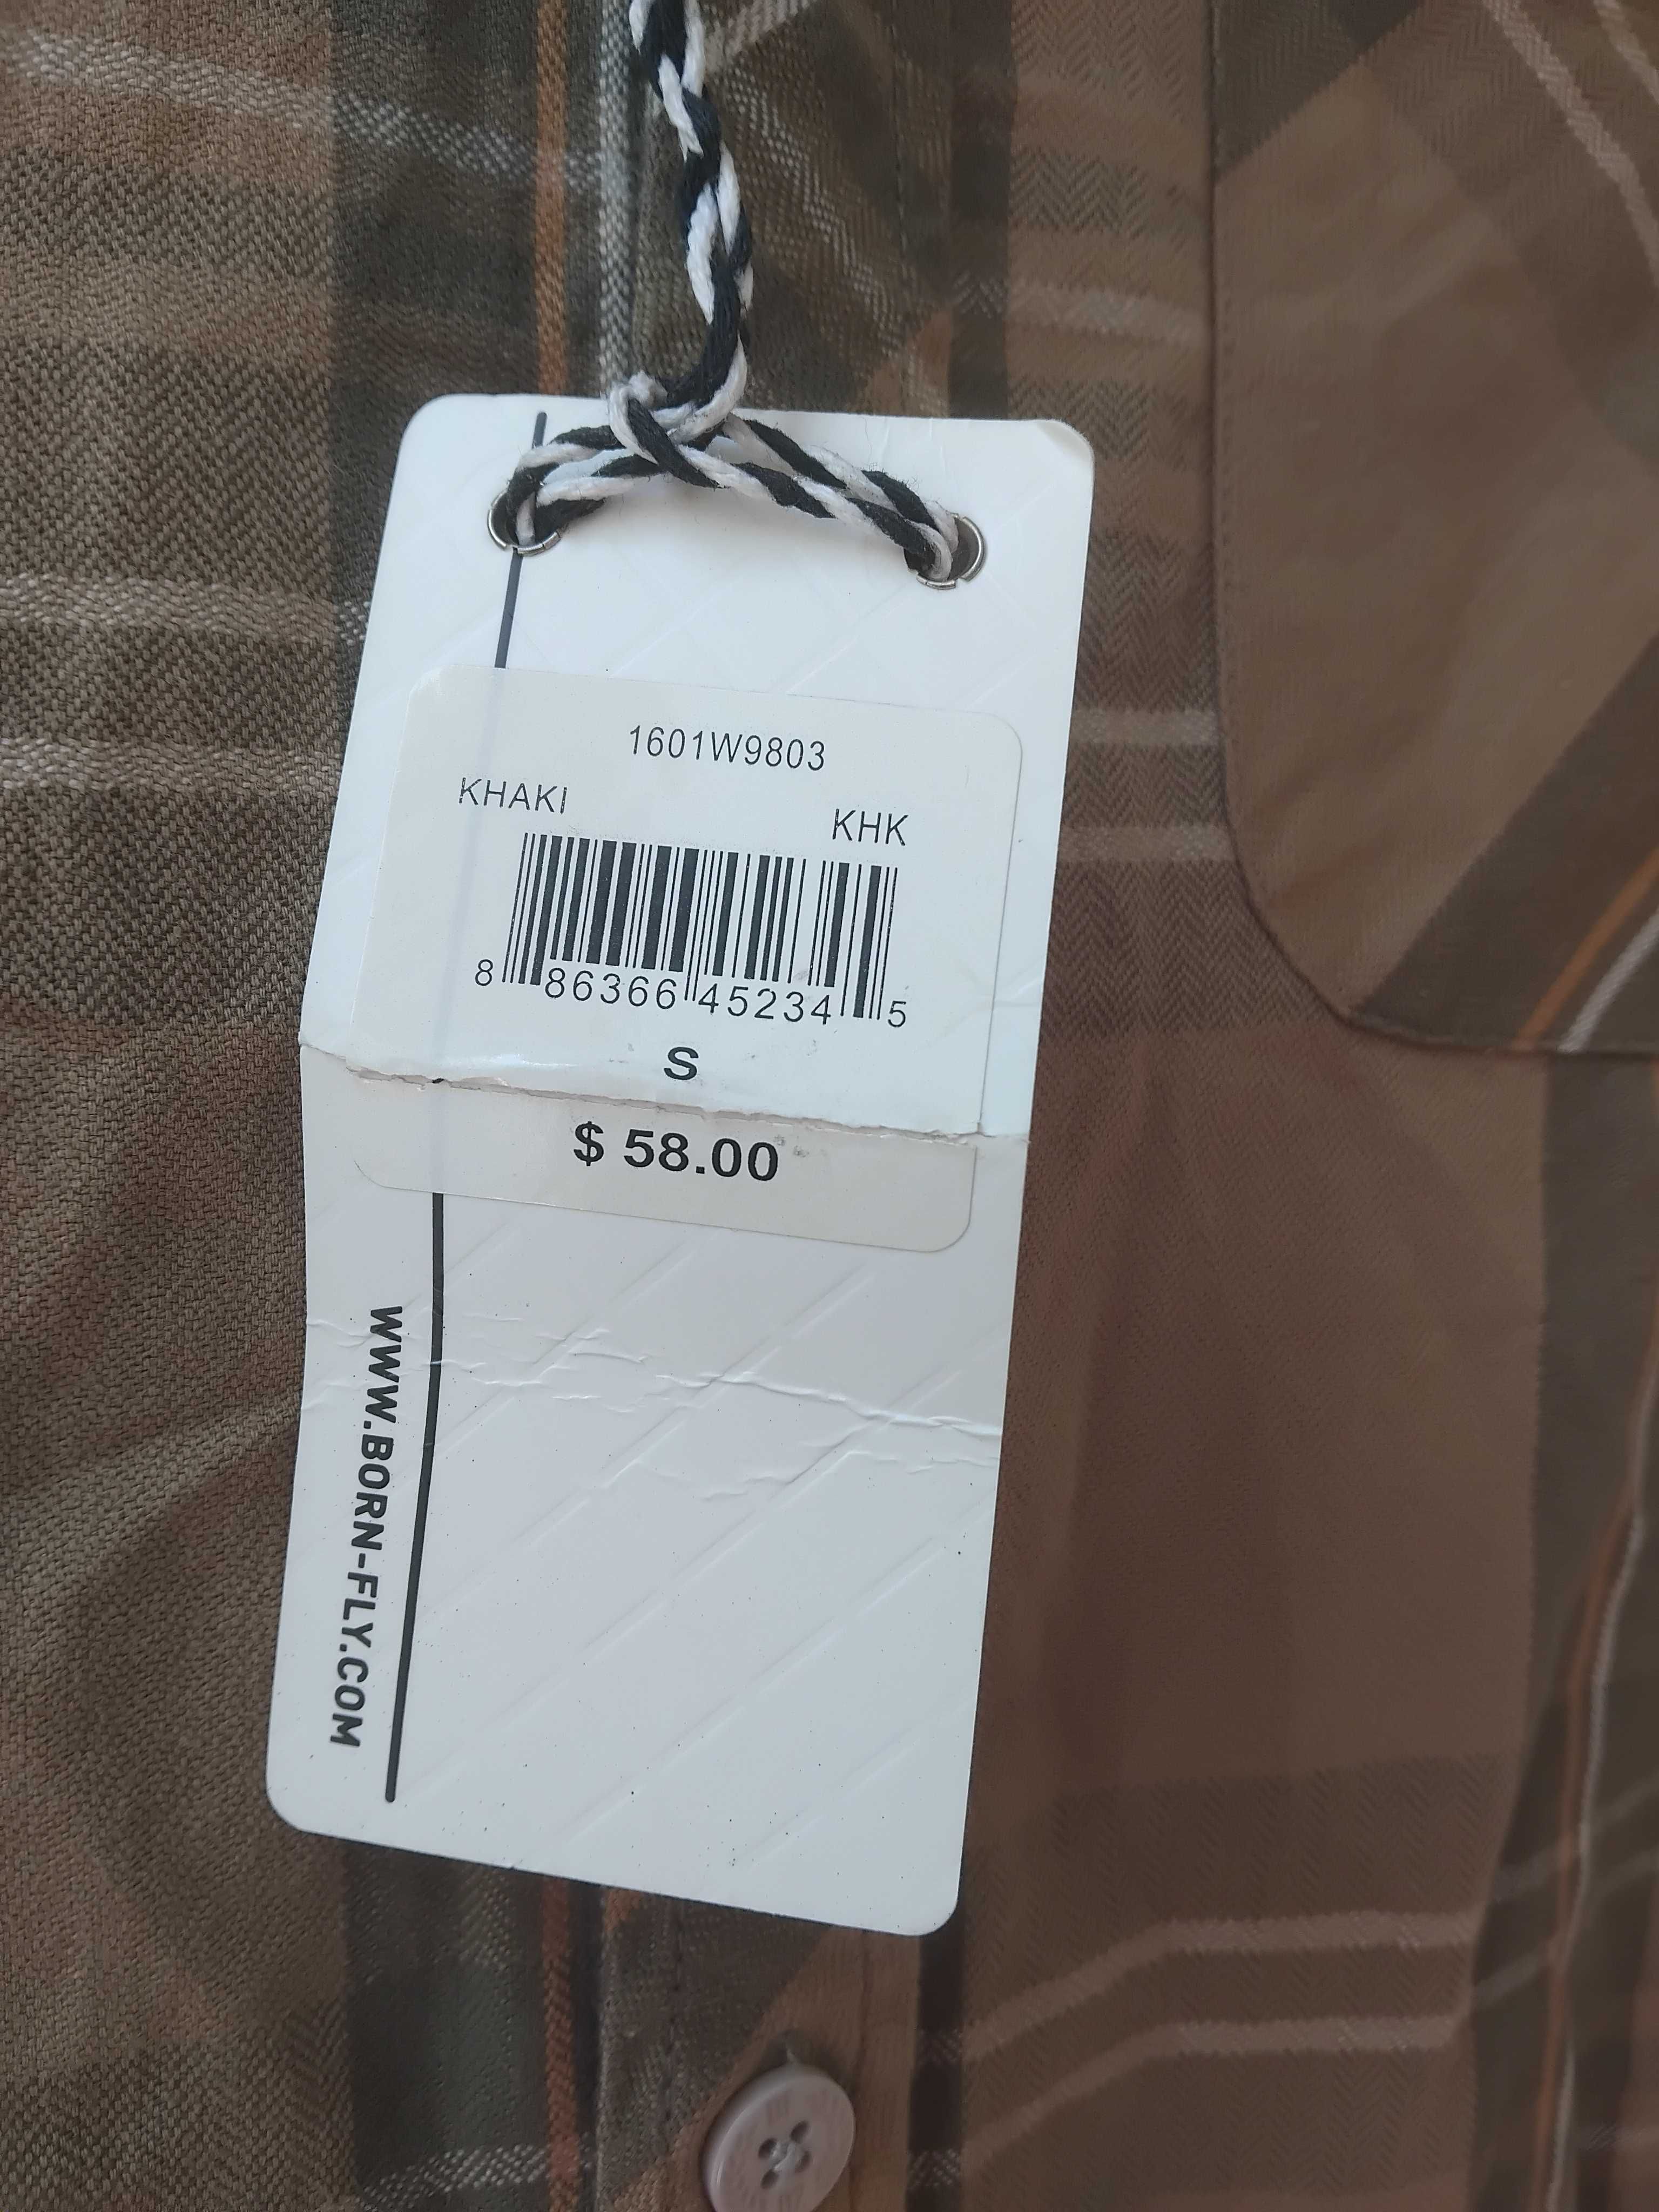 1601W9803
KHAKI KHK
8 86366 45234 5
S
$ 58.00
WWW.BORN-FLY.COM